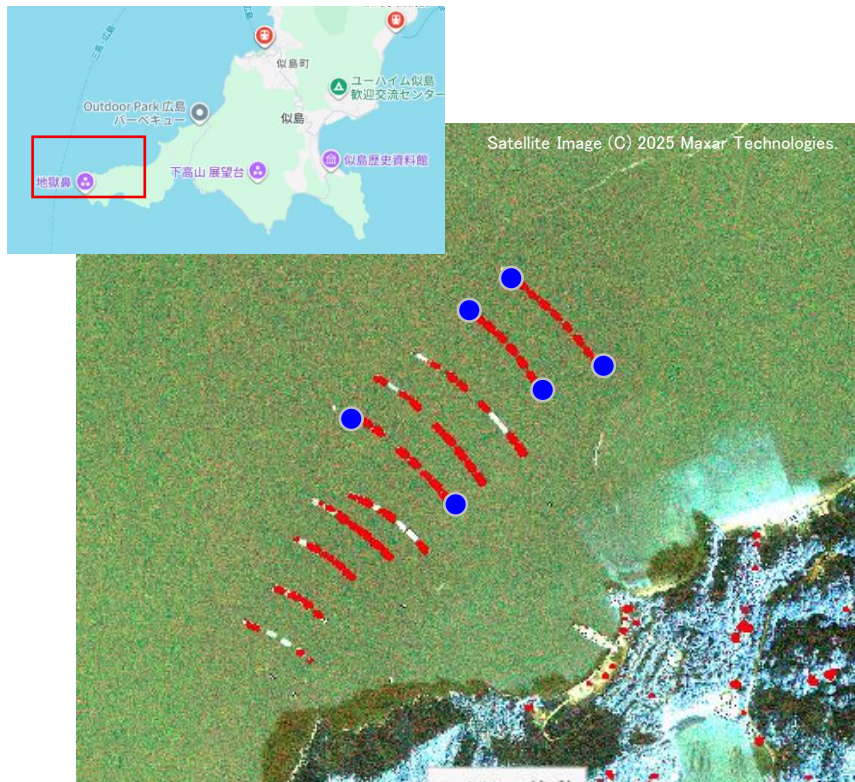 似島町
ユーハイム似島
歓迎交流センター
Outdoor Park 広島
バーベキュー
似島
似島歴史資料館
下高山 展望台
地獄鼻
Satellite Image (C) 2025 Maxar Technologies.